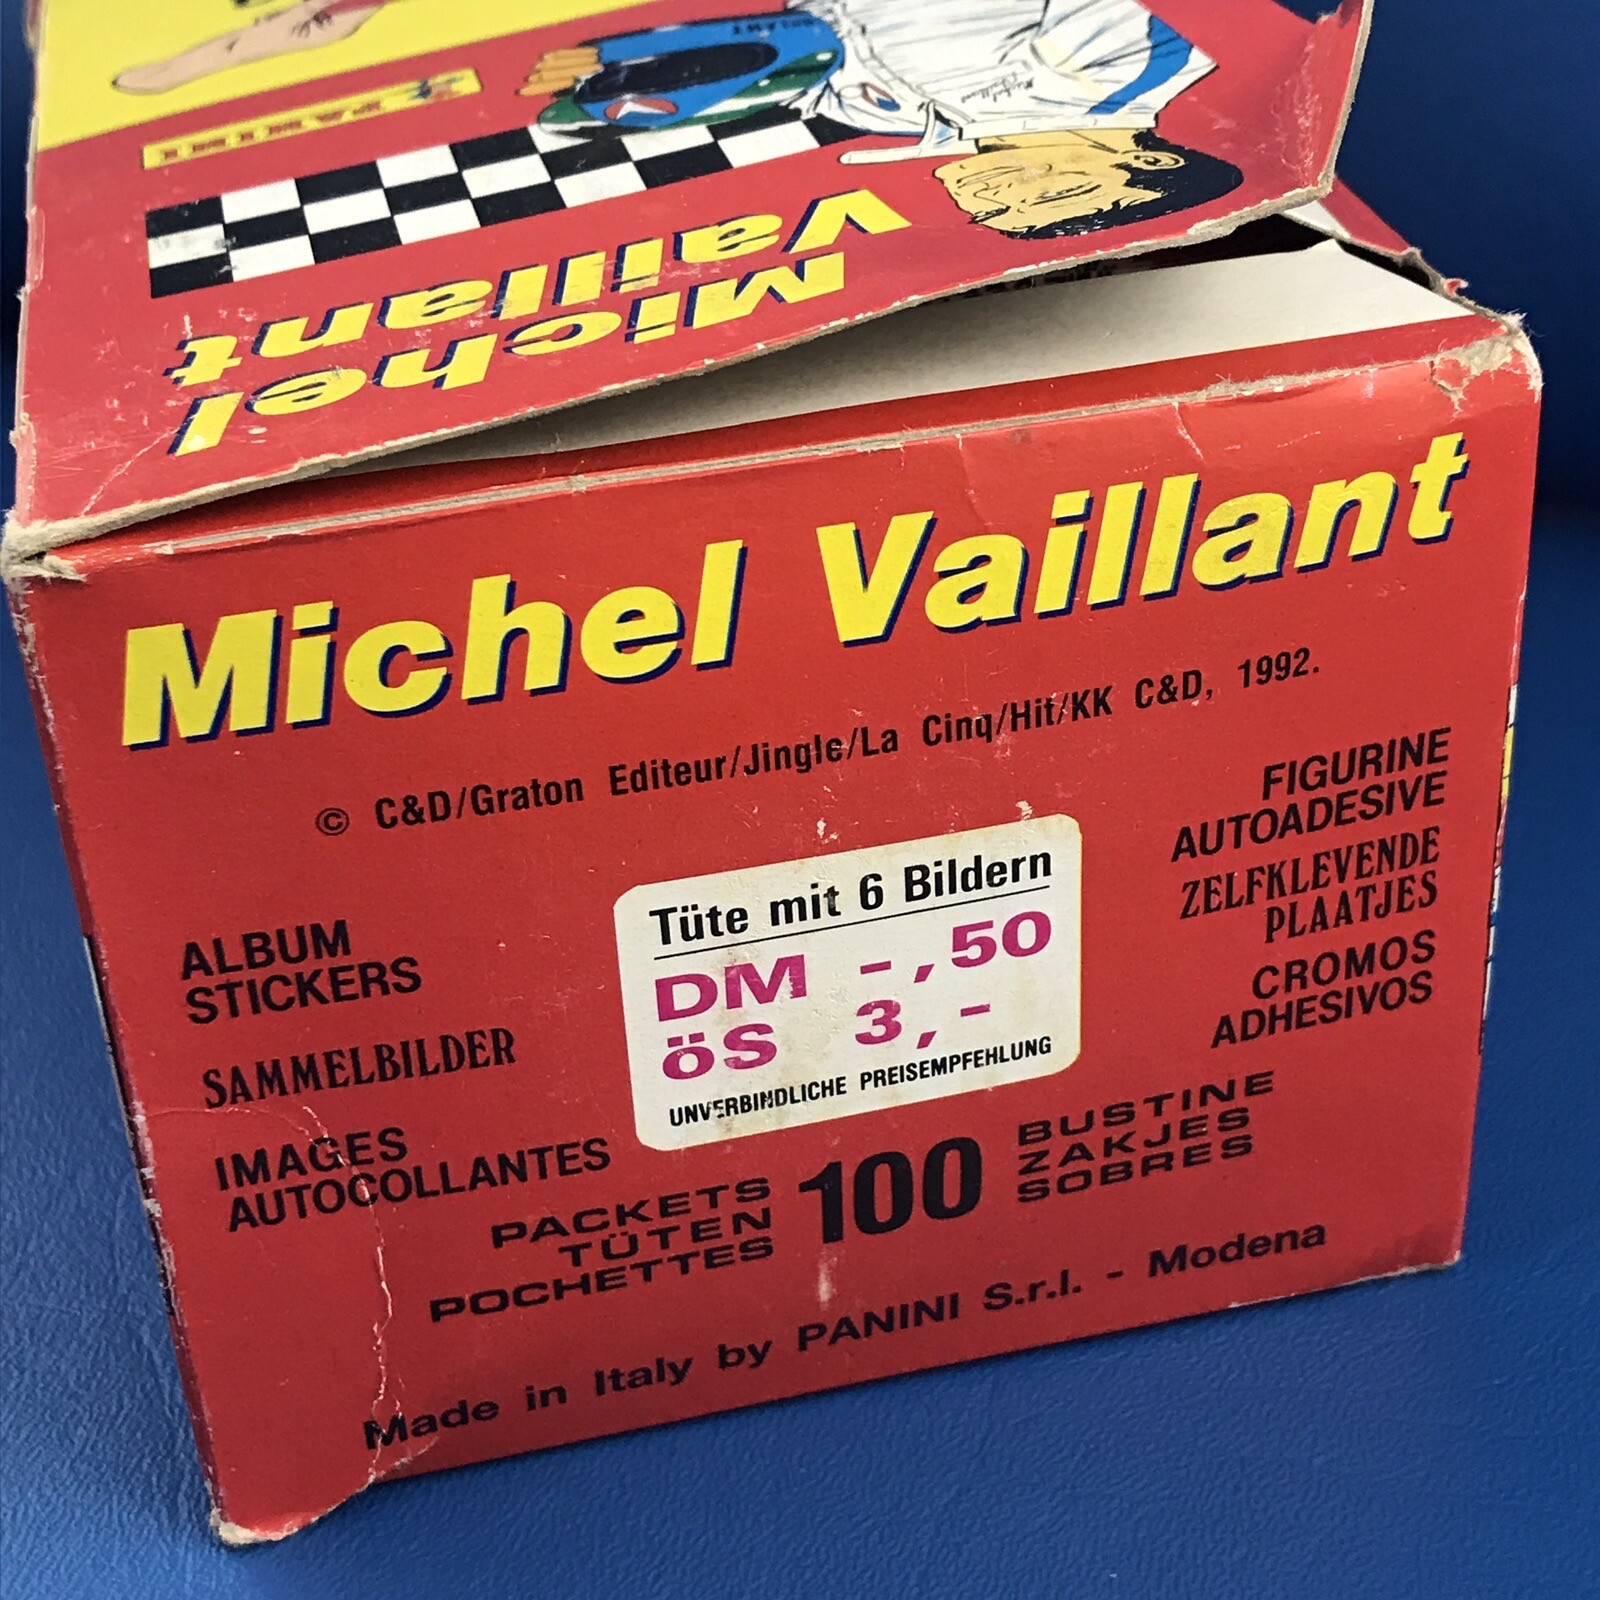 PANINI
Michel
Vaillant
Michel Vaillant
© C&D/Graton Editeur/Jingle/La Cinq/Hit/KK C&D, 1992.
ALBUM
STICKERS
SAMMELBILDER
IMAGES
AUTOCOLLANTES
Tüte mit 6 Bildern
DM -,50
öS 3,-
UNVERBINDLICHE PREISEMPFEHLUNG
FIGURINE
AUTOADESIVE
ZELFKLEVENDE
PLAATJES
CROMOS
ADHESIVOS
PACKETS
TÜTEN
POCHETTES
100
BUSTINE
ZAKJES
SOBRES
Made in Italy by PANINI S.r.l. - Modena